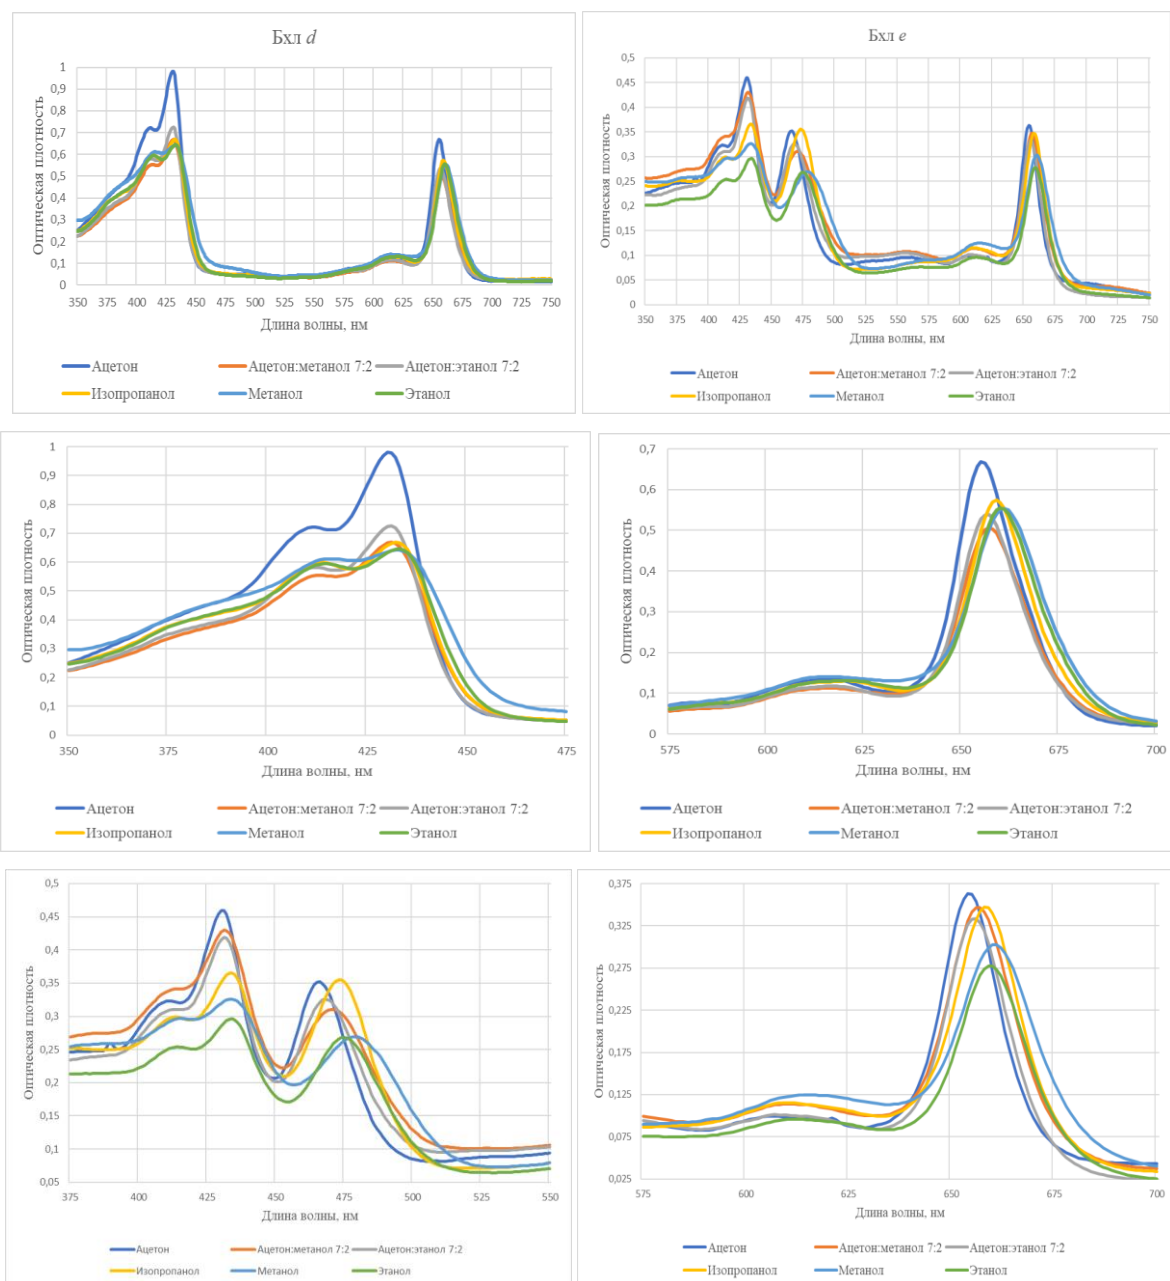 Бхл d
Оптическая плотность
1
0,9
0,8
0,7
0,6
0,5
0,4
0,3
0,2
0,1
0
350 375 400 425 450 475 500 525 550 575 600 625 650 675 700 725 750
Длина волны, нм
Ацетон Ацетон:метанол 7:2 Ацетон:этанол 7:2
Изопропанол Метанол Этанол
Бхл e
Оптическая плотность
0,5
0,45
0,4
0,35
0,3
0,25
0,2
0,15
0,1
0,05
0
350 375 400 425 450 475 500 525 550 575 600 625 650 675 700 725 750
Длина волны, нм
Ацетон Ацетон:метанол 7:2 Ацетон:этанол 7:2
Изопропанол Метанол Этанол
Оптическая плотность
1
0,9
0,8
0,7
0,6
0,5
0,4
0,3
0,2
0,1
0
350 375 400 425 450 475
Длина волны, нм
Ацетон Ацетон:метанол 7:2 Ацетон:этанол 7:2
Изопропанол Метанол Этанол
Оптическая плотность
0,7
0,6
0,5
0,4
0,3
0,2
0,1
0
575 600 625 650 675 700
Длина волны, нм
Ацетон Ацетон:метанол 7:2 Ацетон:этанол 7:2
Изопропанол Метанол Этанол
Оптическая плотность
0,5
0,45
0,4
0,35
0,3
0,25
0,2
0,15
0,1
0,05
375 400 425 450 475 500 525 550
Длина волны, нм
Ацетон Ацетон:метанол 7:2 Ацетон:этанол 7:2
Изопропанол Метанол Этанол
Оптическая плотность
0,375
0,325
0,275
0,225
0,175
0,125
0,075
0,025
575 600 625 650 675 700
Длина волны, нм
Ацетон Ацетон:метанол 7:2 Ацетон:этанол 7:2
Изопропанол Метанол Этанол